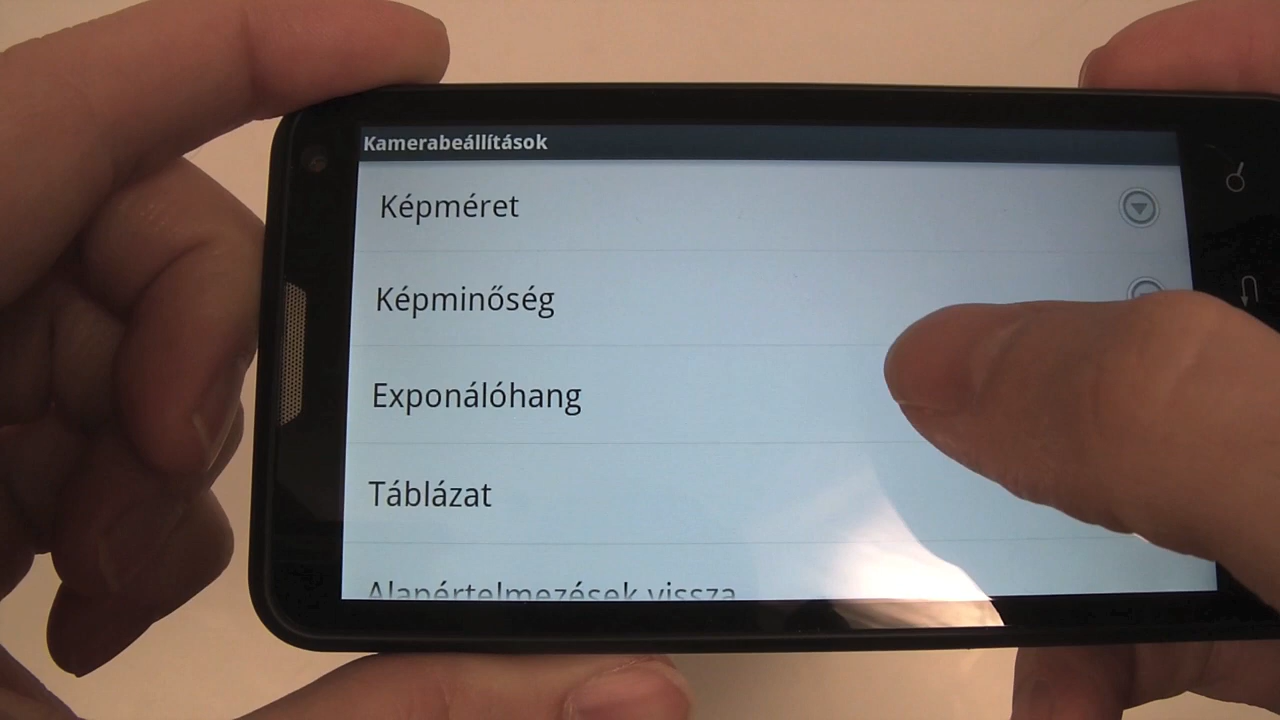 Kamerabeállítások
Képméret
Képminőség
Exponálóhang
Táblázat
Alapértelmezések vissza